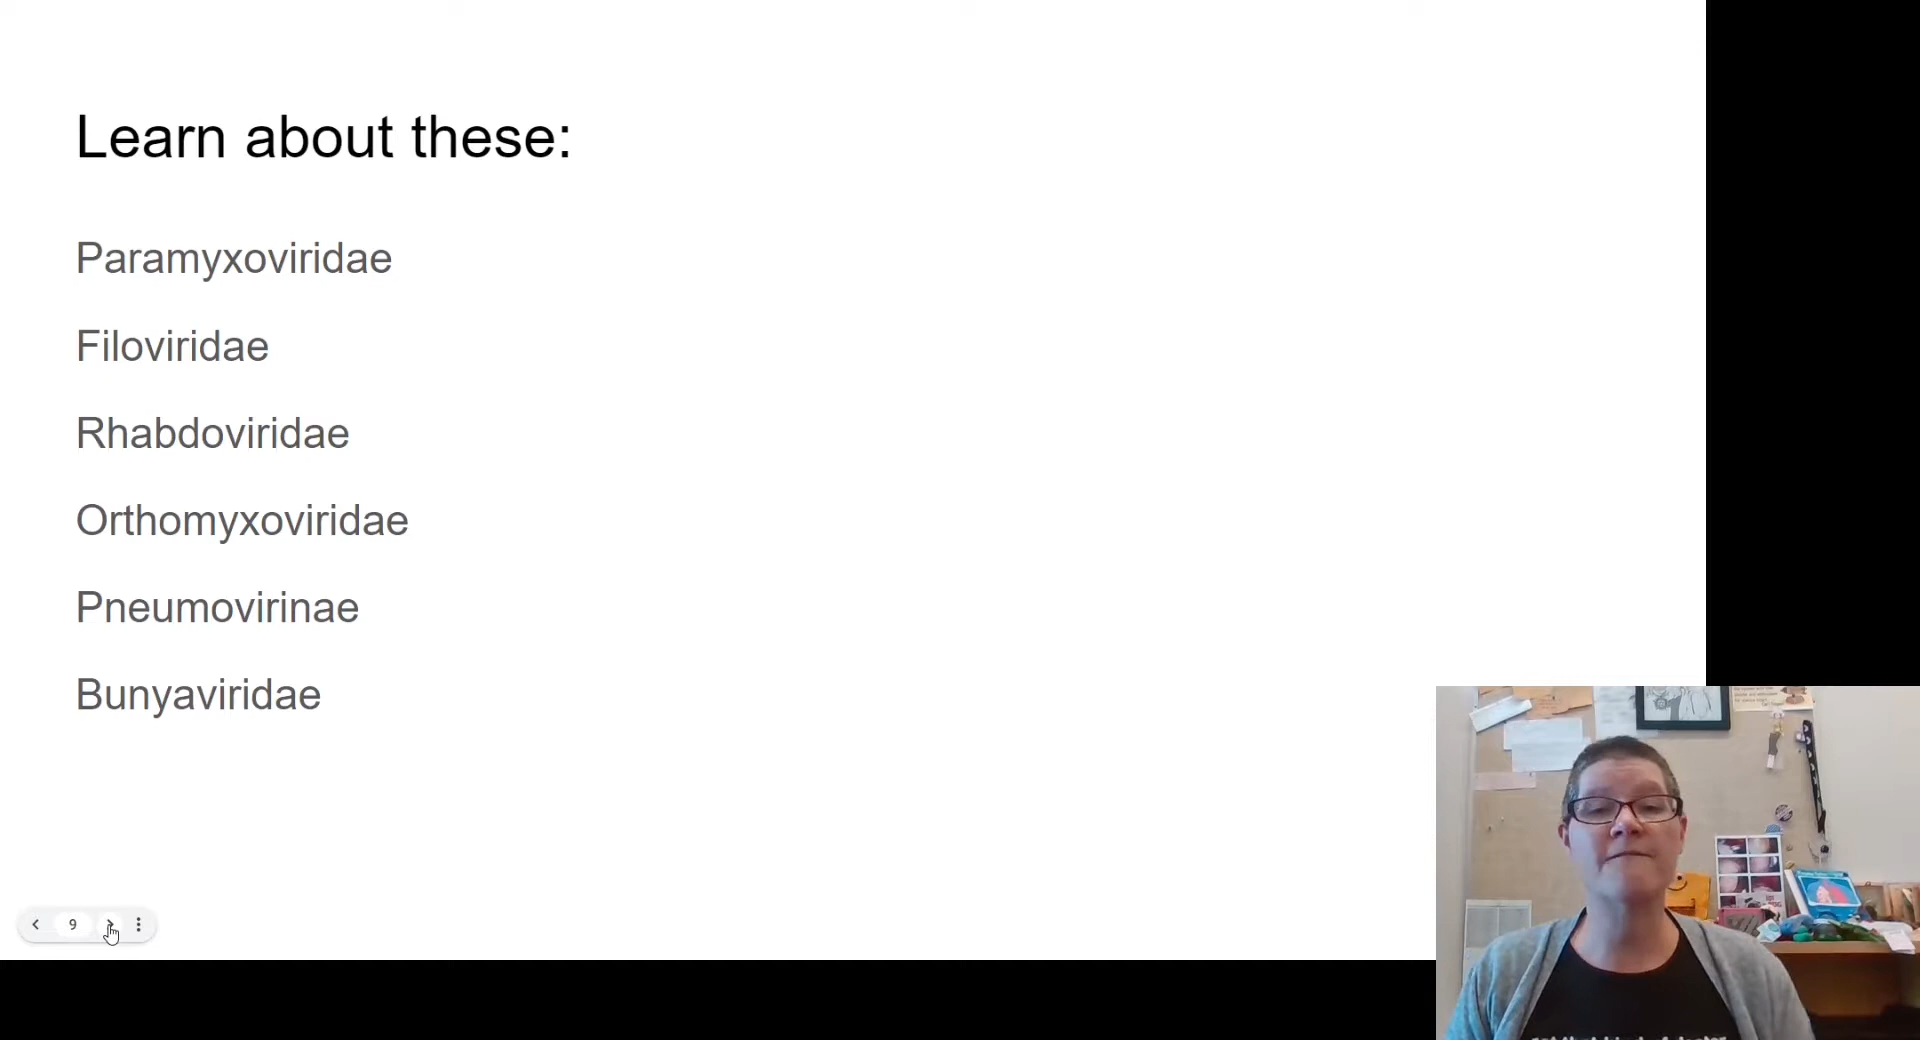 Learn about these:
Paramyxoviridae
Filoviridae
Rhabdoviridae
Orthomyxoviridae
Pneumovirinae
Bunyaviridae
9